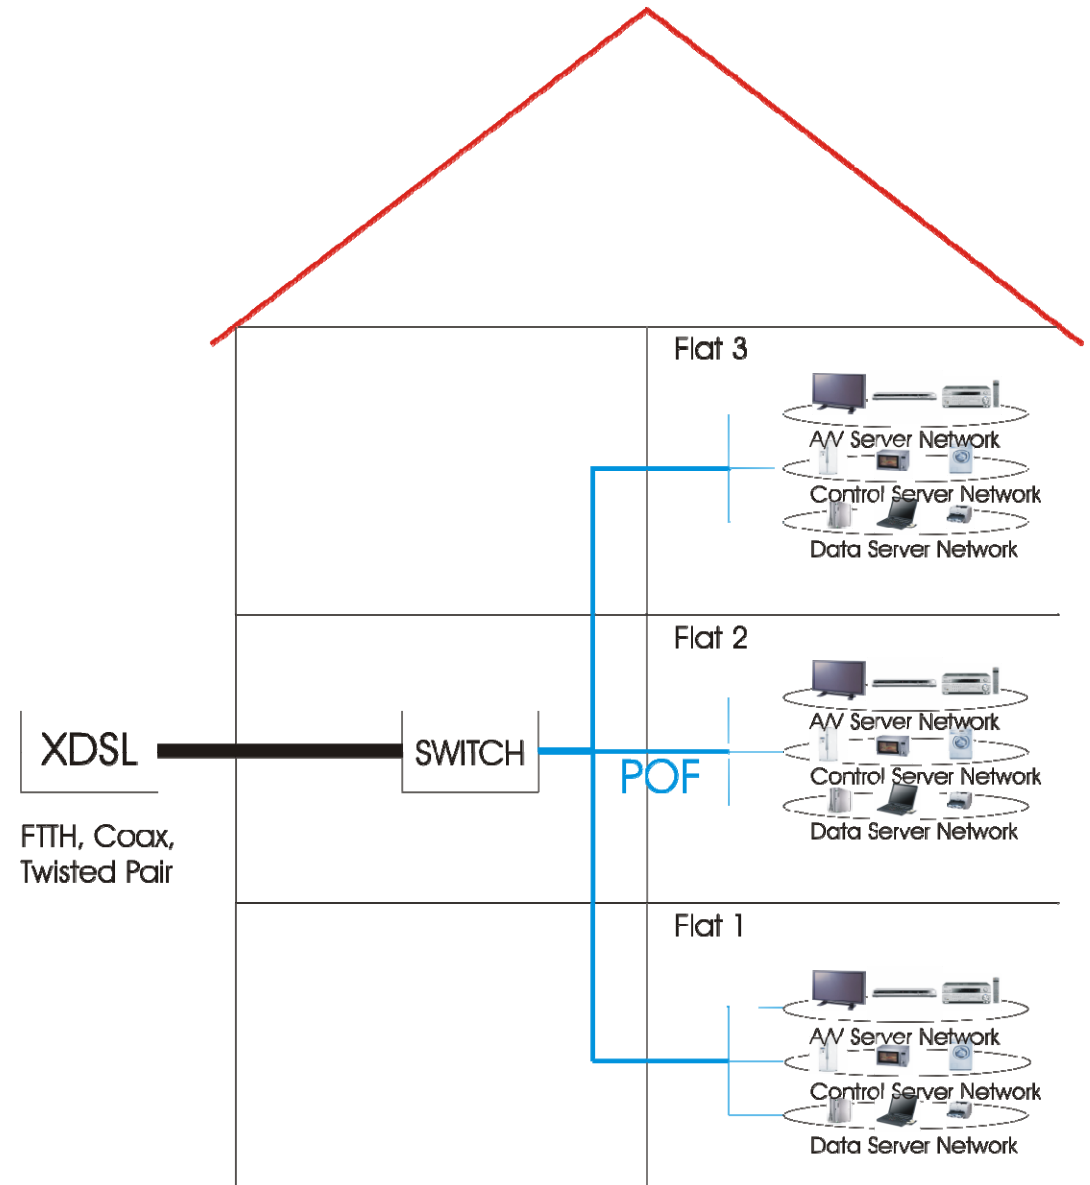 Flat 3
A/V Server Network
Control Server Network
Data Server Network
Flat 2
A/V Server Network
Control Server Network
Data Server Network
XDSL
SWITCH
POF
FTTH, Coax,
Twisted Pair
Flat 1
A/V Server Network
Control Server Network
Data Server Network